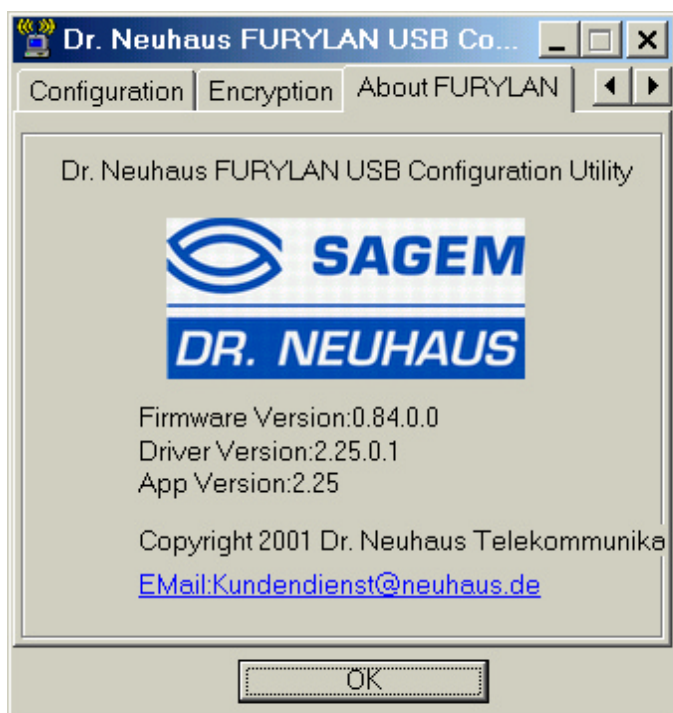 Dr. Neuhaus FURYLAN USB Co...
Configuration Encryption About FURYLAN
Dr. Neuhaus FURYLAN USB Configuration Utility
SAGEM
DR. NEUHAUS
Firmware Version:0.84.0.0
Driver Version:2.25.0.1
App Version:2.25
Copyright 2001 Dr. Neuhaus Telekommunika
EMail:Kundendienst@neuhaus.de
OK